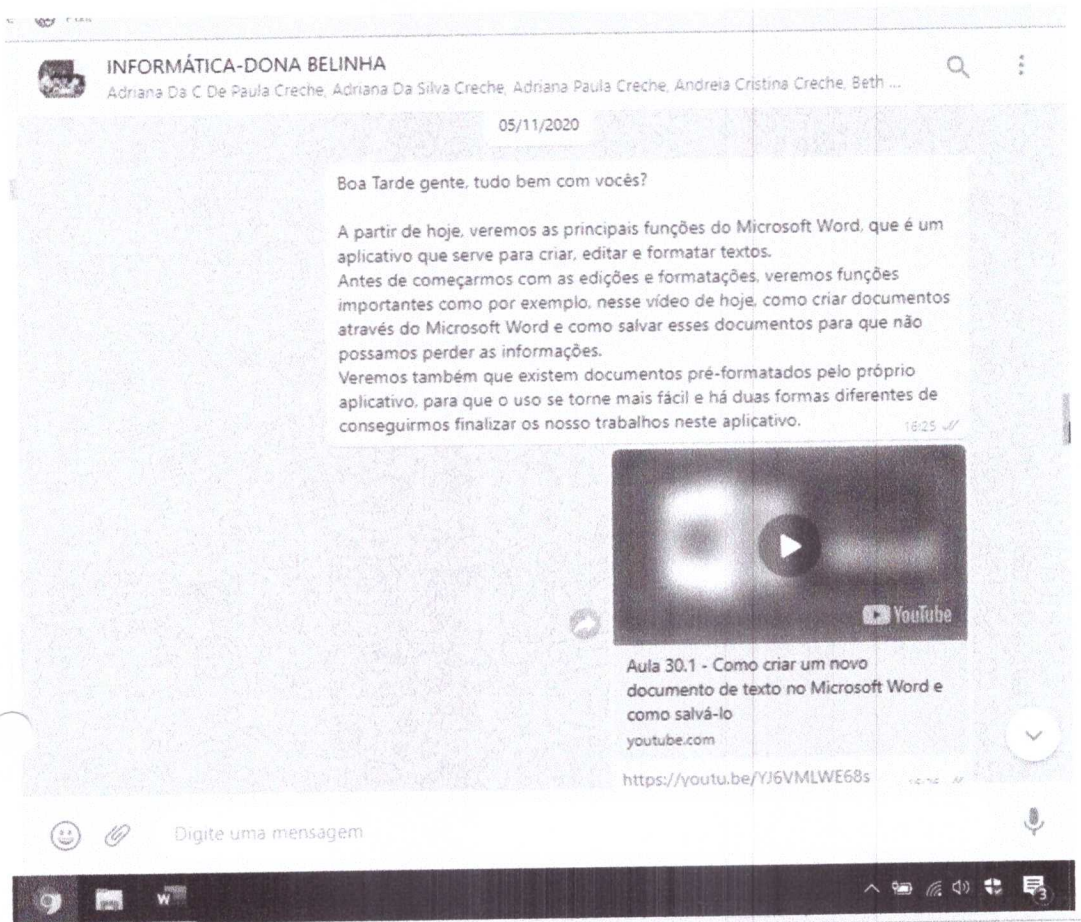 INFORMÁTICA-DONA BELINHA
Adriana Da C De Paula Creche, Adriana Da Silva Creche, Adriana Paula Creche, Andreia Cristina Creche, Beth ...
05/11/2020
Boa Tarde gente, tudo bem com vocês?
A partir de hoje, veremos as principais funções do Microsoft Word, que é um
aplicativo que serve para criar, editar e formatar textos.
Antes de começarmos com as edições e formatações, veremos funções
importantes como por exemplo, nesse vídeo de hoje, como criar documentos
através do Microsoft Word e como salvar esses documentos para que não
possamos perder as informações.
Veremos também que existem documentos pré-formatados pelo próprio
aplicativo, para que o uso se torne mais fácil e há duas formas diferentes de
conseguirmos finalizar os nosso trabalhos neste aplicativo.
16:25
YouTube
Aula 30.1 - Como criar um novo
documento de texto no Microsoft Word e
como salvá-lo
youtube.com
https://youtu.be/YJ6VMLWE68s
Digite uma mensagem
W
3